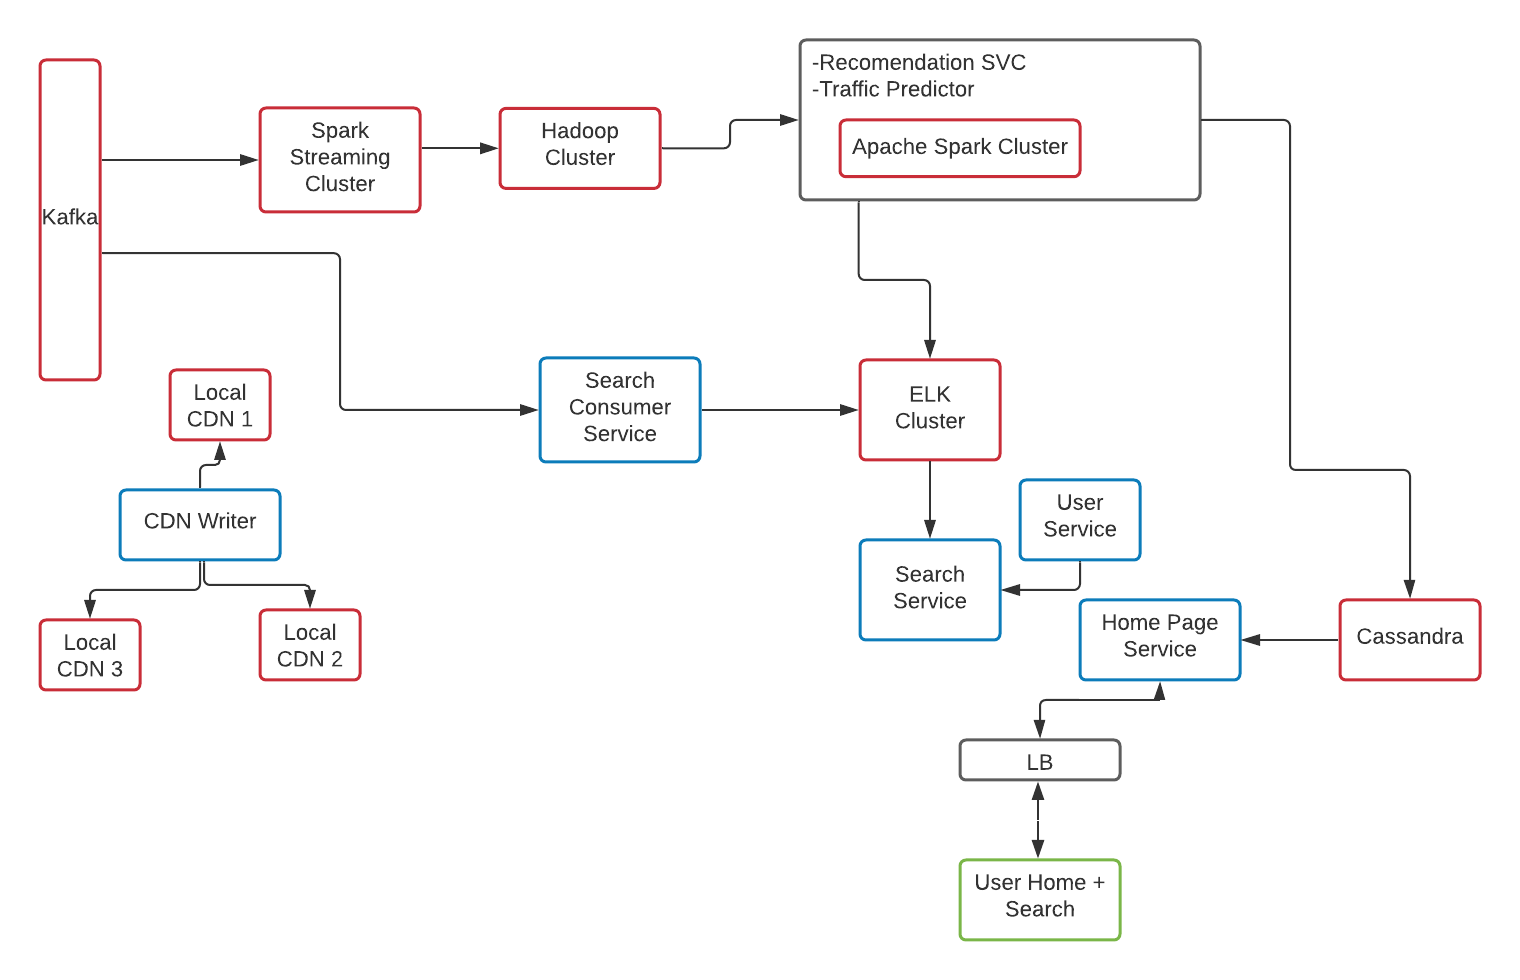 -Recomendation SVC
-Traffic Predictor
Apache Spark Cluster
Spark
Streaming
Cluster
Hadoop
Cluster
Kafka
Local
CDN 1
Search
Consumer
Service
ELK
Cluster
CDN Writer
User
Service
Search
Service
Local
CDN 3
Local
CDN 2
Home Page
Service
Cassandra
LB
User Home +
Search